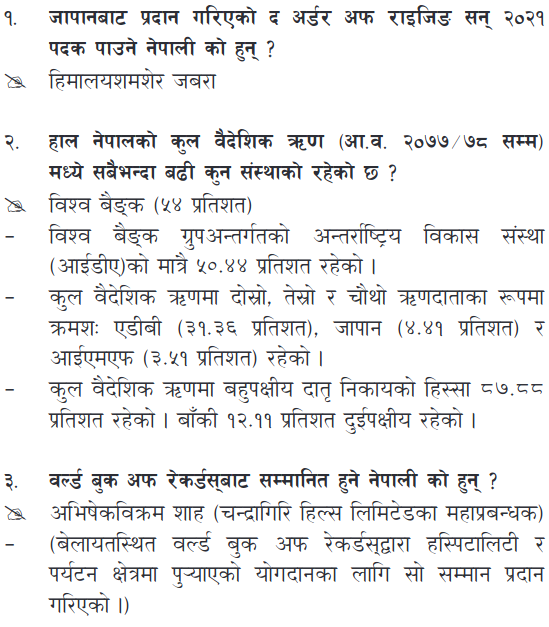 १. जापानबाट प्रदान गरिएको द अर्डर अफ राइजिङ सन् २०२१
पदक पाउने नेपाली को हुन् ?
हिमालयशमशेर जबरा
२. हाल नेपालको कुल वैदेशिक ऋण (आ.व. २०७७/७८ सम्म)
मध्ये सबैभन्दा बढी कुन संस्थाको रहेको छ ?
विश्व बैङ्क (५४ प्रतिशत)
– विश्व बैङ्क ग्रुपअन्तर्गतको अन्तर्राष्ट्रिय विकास संस्था
(आईडीए)को मात्रै ५०.४४ प्रतिशत रहेको ।
– कुल वैदेशिक ऋणमा दोस्रो, तेस्रो र चौथो ऋणदाताका रूपमा
क्रमशः एडीबी (३१.३६ प्रतिशत), जापान (४.४१ प्रतिशत) र
आईएमएफ (३.५१ प्रतिशत) रहेको ।
– कुल वैदेशिक ऋणमा बहुपक्षीय दातृ निकायको हिस्सा ८७.८८
प्रतिशत रहेको । बाँकी १२.११ प्रतिशत दुईपक्षीय रहेको ।
३. वर्ल्ड बुक अफ रेकर्डस्‌बाट सम्मानित हुने नेपाली को हुन् ?
अभिषेकविक्रम शाह (चन्द्रागिरि हिल्स लिमिटेडका महाप्रबन्धक)
– (बेलायतस्थित वर्ल्ड बुक अफ रेकर्डस्‌द्वारा हस्पिटालिटी र
पर्यटन क्षेत्रमा पुर्‍याएको योगदानका लागि सो सम्मान प्रदान
गरिएको ।)